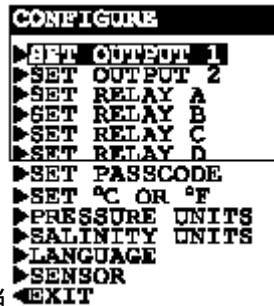 CONFIGURE
▶SET OUTPUT 1
▶SET OUTPUT 2
▶SET RELAY A
▶SET RELAY B
▶SET RELAY C
▶SET RELAY D
▶SET PASSCODE
▶SET °C OR °F
▶PRESSURE UNITS
▶SALINITY UNITS
▶LANGUAGE
▶SENSOR
◀EXIT